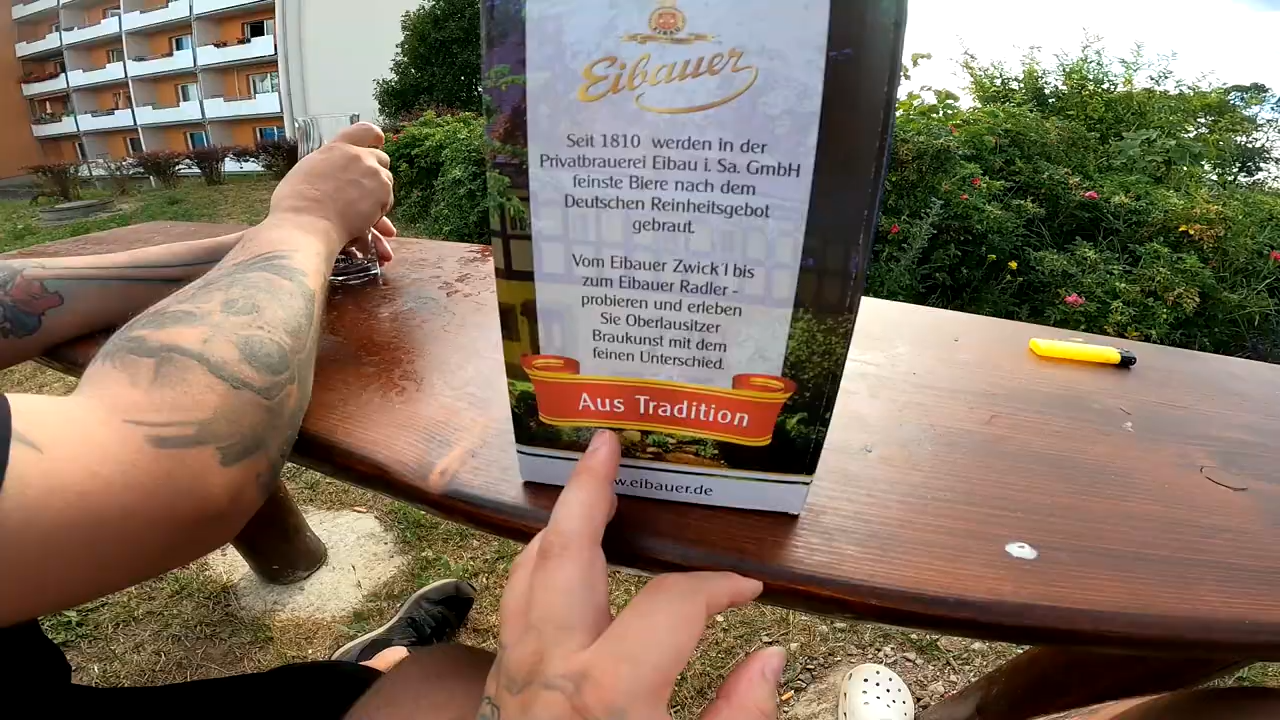 Eibauer
Seit 1810 werden in der
Privatbrauerei Eibau i. Sa. GmbH
feinste Biere nach dem
Deutschen Reinheitsgebot
gebraut.
Vom Eibauer Zwick'l bis
zum Eibauer Radler -
probieren und erleben
Sie Oberlausitzer
Braukunst mit dem
feinen Unterschied.
Aus Tradition
w.eibauer.de